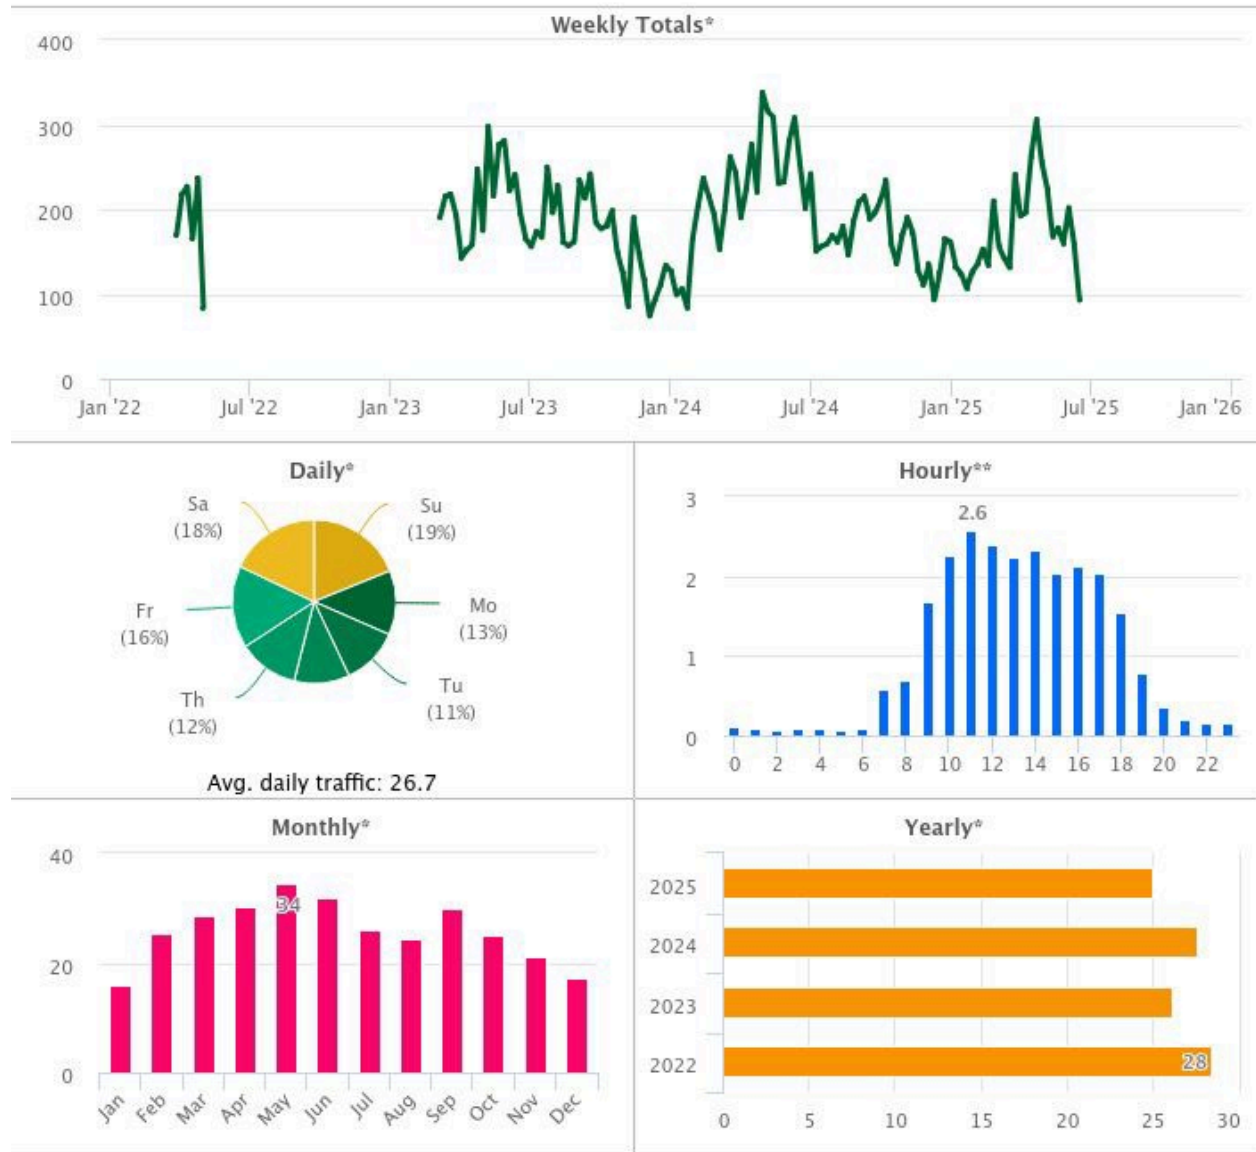 Weekly Totals*
400
300
200
100
0
Jan '22 Jul '22 Jan '23 Jul '23 Jan '24 Jul '24 Jan '25 Jul '25 Jan '26
Daily*
Sa
(18%)
Su
(19%)
Fr
(16%)
Mo
(13%)
Th
(12%)
Tu
(11%)
Avg. daily traffic: 26.7
Hourly**
3
2.6
2
1
0
0 2 4 6 8 10 12 14 16 18 20 22
Monthly*
40
34
20
0
Jan Feb Mar Apr May Jun Jul Aug Sep Oct Nov Dec
Yearly*
2025
2024
2023
2022 28
0 5 10 15 20 25 30